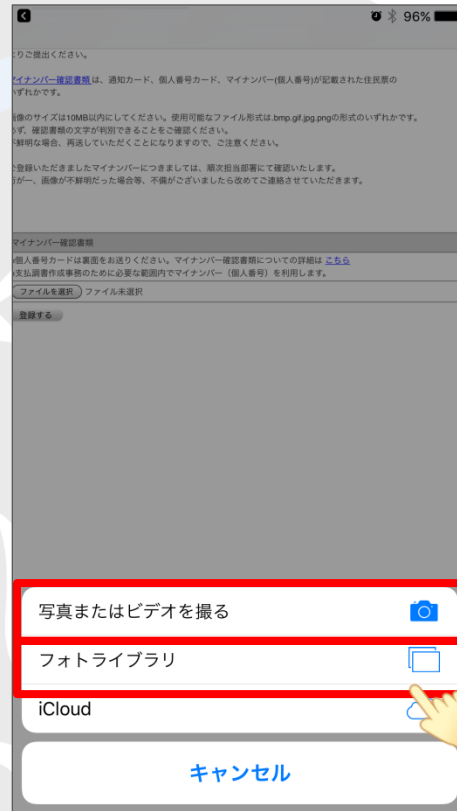 96%
りご提出ください。
マイナンバー確認書類は、通知カード、個人番号カード、マイナンバー(個人番号)が記載された住民票の
いずれかです。
画像のサイズは10MB以内にしてください。使用可能なファイル形式は.bmp.gif.jpg.pngの形式のいずれかです。
必ず、確認書類の文字が判別できることをご確認ください。
不鮮明な場合、再送していただくことになりますので、ご注意ください。
ご登録いただきましたマイナンバーにつきましては、順次担当部署にて確認いたします。
万が一、画像が不鮮明だった場合等、不備がございましたら改めてご連絡させていただきます。
マイナンバー確認書類
個人番号カードは裏面をお送りください。マイナンバー確認書類についての詳細は こちら
支払調書作成事務のために必要な範囲内でマイナンバー（個人番号）を利用します。
ファイルを選択 ファイル未選択
登録する
写真またはビデオを撮る
フォトライブラリ
iCloud
キャンセル